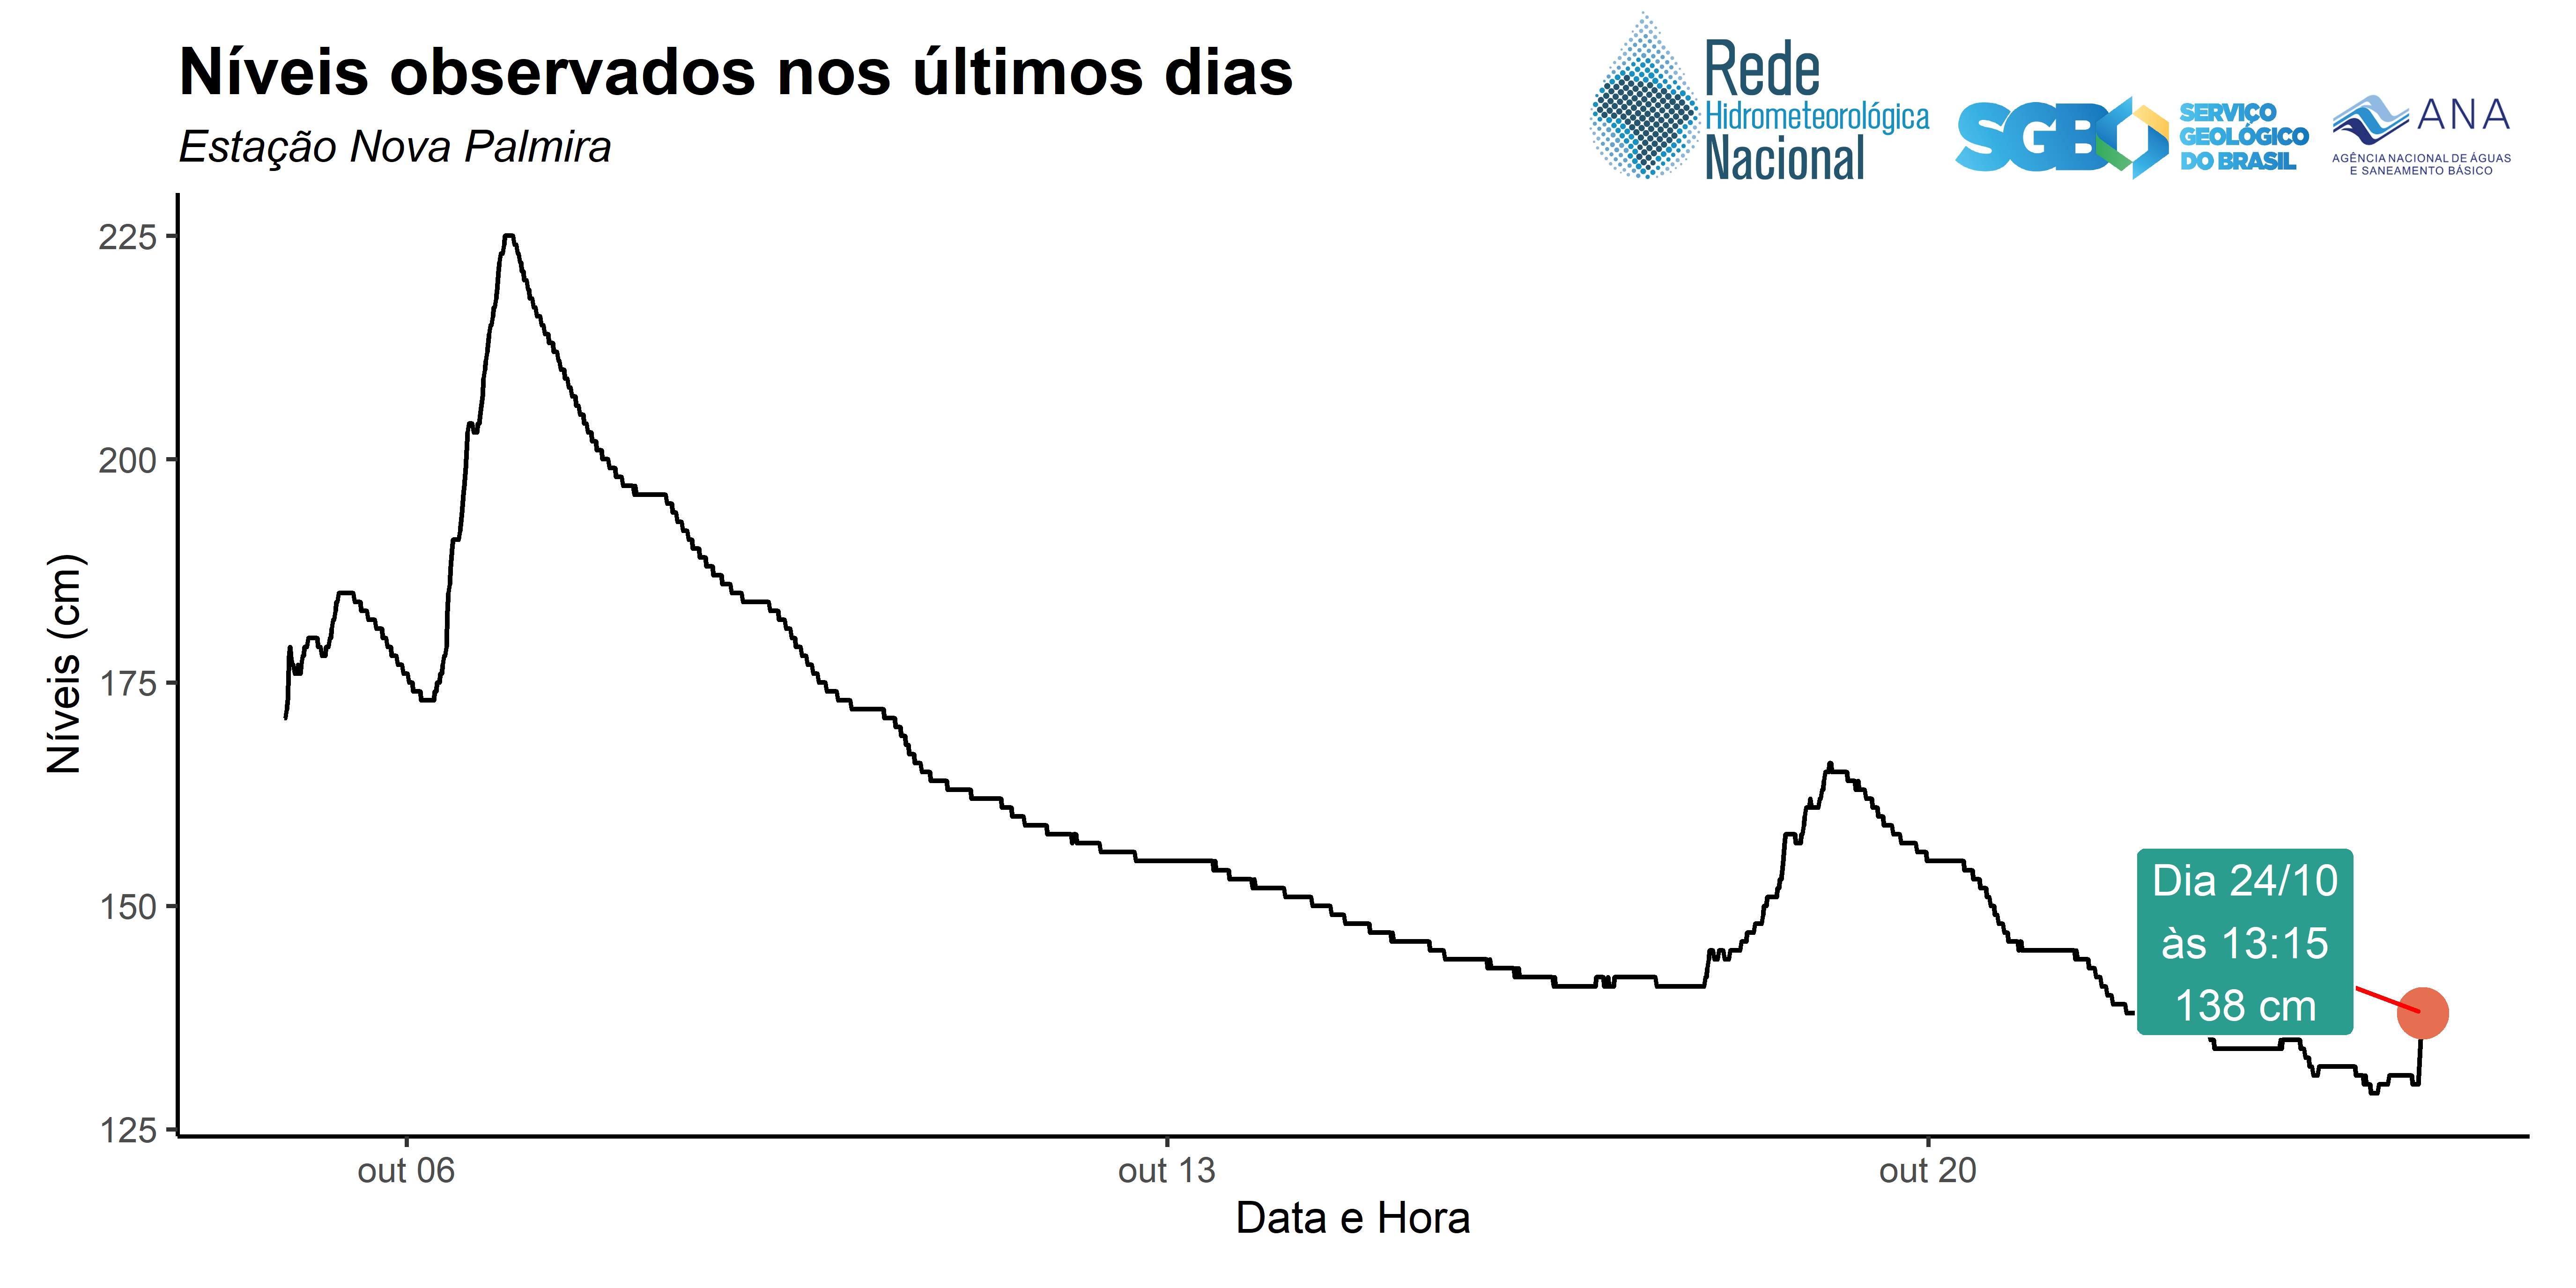 Níveis observados nos últimos dias
Estação Nova Palmira
Rede
Hidrometeorológica
Nacional
SGB
SERVIÇO
GEOLÓGICO
DO BRASIL
ANA
AGÊNCIA NACIONAL DE ÁGUAS
E SANEAMENTO BÁSICO
Níveis (cm)
225
200
175
150
125
Dia 24/10
às 13:15
138 cm
out 06
out 13
out 20
Data e Hora